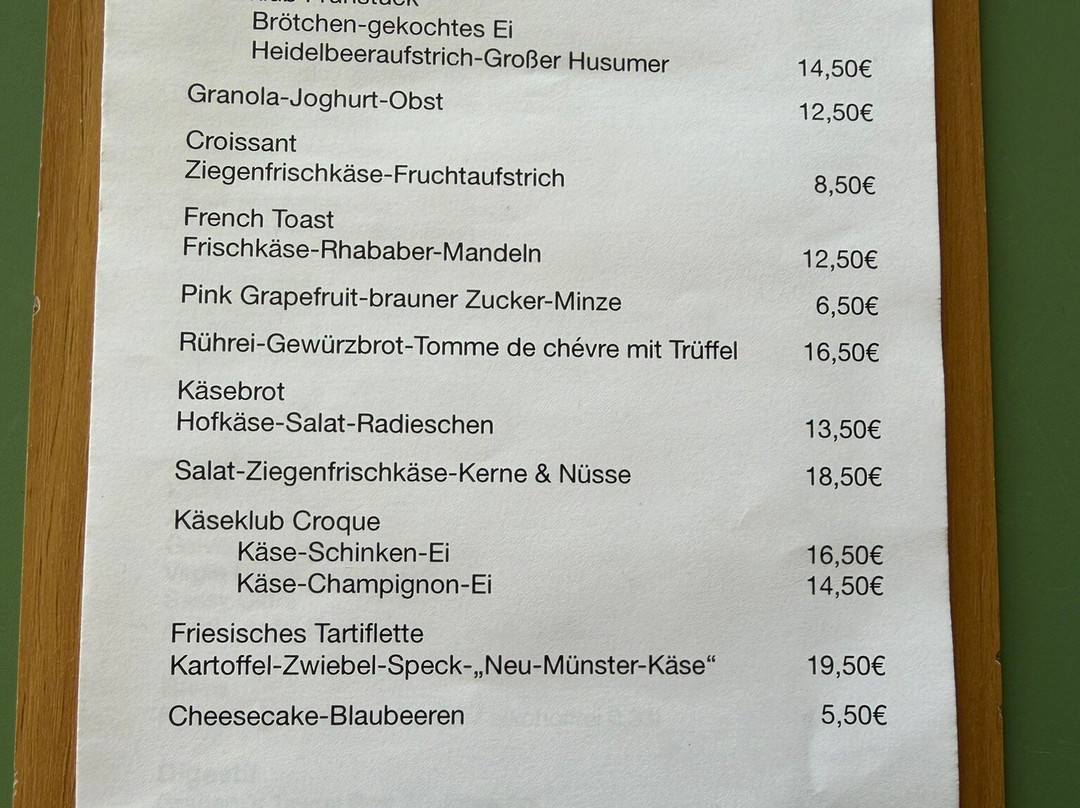 Brötchen-gekochtes Ei
Heidelbeeraufstrich-Großer Husumer 14,50€
Granola-Joghurt-Obst 12,50€
Croissant
Ziegenfrischkäse-Fruchtaufstrich 8,50€
French Toast
Frischkäse-Rhababer-Mandeln 12,50€
Pink Grapefruit-brauner Zucker-Minze 6,50€
Rührei-Gewürzbrot-Tomme de chévre mit Trüffel 16,50€
Käsebrot
Hofkäse-Salat-Radieschen 13,50€
Salat-Ziegenfrischkäse-Kerne & Nüsse 18,50€
Käseklub Croque
Käse-Schinken-Ei 16,50€
Käse-Champignon-Ei 14,50€
Friesisches Tartiflette
Kartoffel-Zwiebel-Speck-„Neu-Münster-Käse“ 19,50€
Cheesecake-Blaubeeren 5,50€